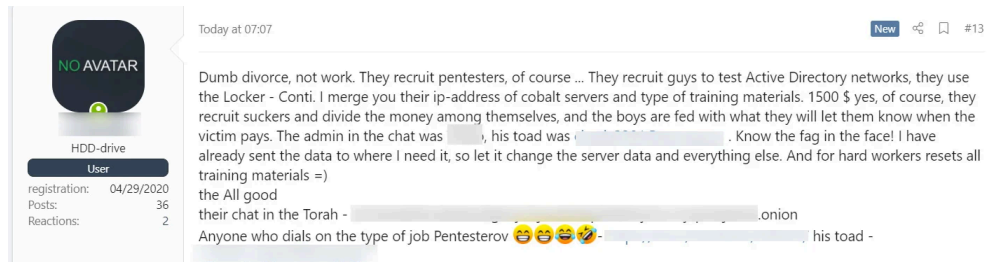 NO AVATAR
HDD-drive
User
registration: 04/29/2020
Posts: 36
Reactions: 2
Today at 07:07
New
#13
Dumb divorce, not work. They recruit pentesters, of course ... They recruit guys to test Active Directory networks, they use
the Locker - Conti. I merge you their ip-address of cobalt servers and type of training materials. 1500 $ yes, of course, they
recruit suckers and divide the money among themselves, and the boys are fed with what they will let them know when the
victim pays. The admin in the chat was , his toad was . Know the fag in the face! I have
already sent the data to where I need it, so let it change the server data and everything else. And for hard workers resets all
training materials =)
the All good
their chat in the Torah - .onion
Anyone who dials on the type of job Pentesterov 😁😁😂🤣- his toad -